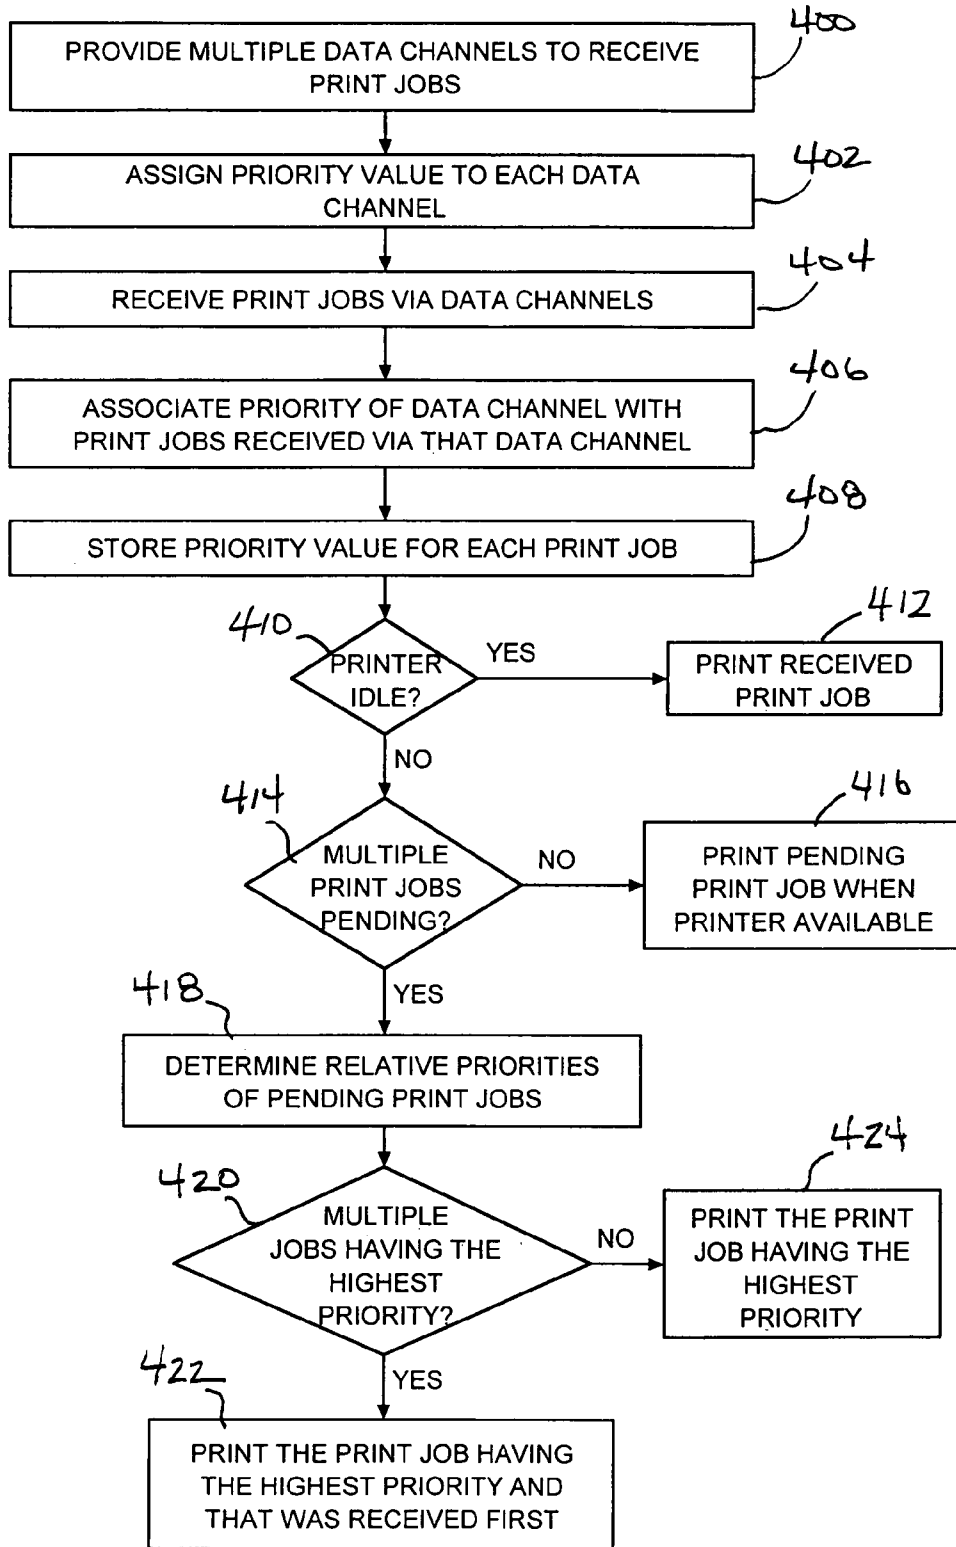 400
PROVIDE MULTIPLE DATA CHANNELS TO RECEIVE
PRINT JOBS
402
ASSIGN PRIORITY VALUE TO EACH DATA
CHANNEL
404
RECEIVE PRINT JOBS VIA DATA CHANNELS
406
ASSOCIATE PRIORITY OF DATA CHANNEL WITH
PRINT JOBS RECEIVED VIA THAT DATA CHANNEL
408
STORE PRIORITY VALUE FOR EACH PRINT JOB
410
PRINTER
IDLE?
YES
412
PRINT RECEIVED
PRINT JOB
NO
414
MULTIPLE
PRINT JOBS
PENDING?
NO
416
PRINT PENDING
PRINT JOB WHEN
PRINTER AVAILABLE
YES
418
DETERMINE RELATIVE PRIORITIES
OF PENDING PRINT JOBS
420
MULTIPLE
JOBS HAVING THE
HIGHEST
PRIORITY?
NO
424
PRINT THE PRINT
JOB HAVING THE
HIGHEST
PRIORITY
YES
422
PRINT THE PRINT JOB HAVING
THE HIGHEST PRIORITY AND
THAT WAS RECEIVED FIRST